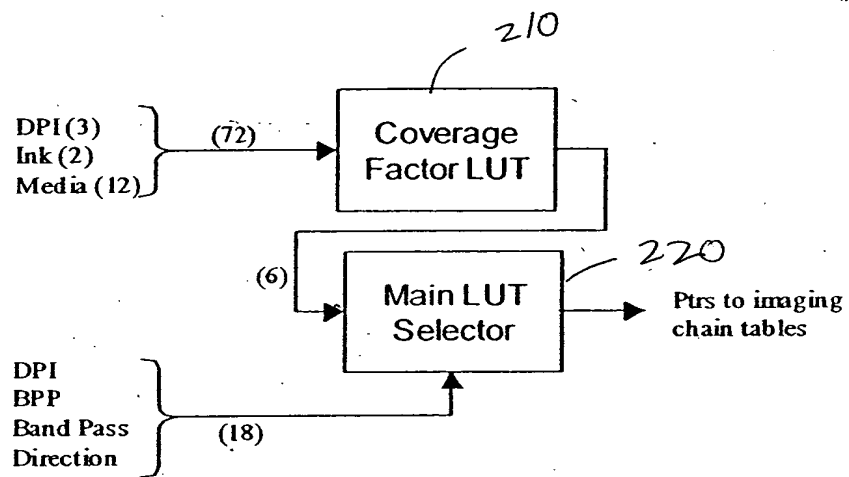 210
DPI (3)
Ink (2)
Media (12)
(72)
Coverage
Factor LUT
220
(6)
Main LUT
Selector
Ptrs to imaging
chain tables
DPI
BPP
Band Pass
Direction
(18)